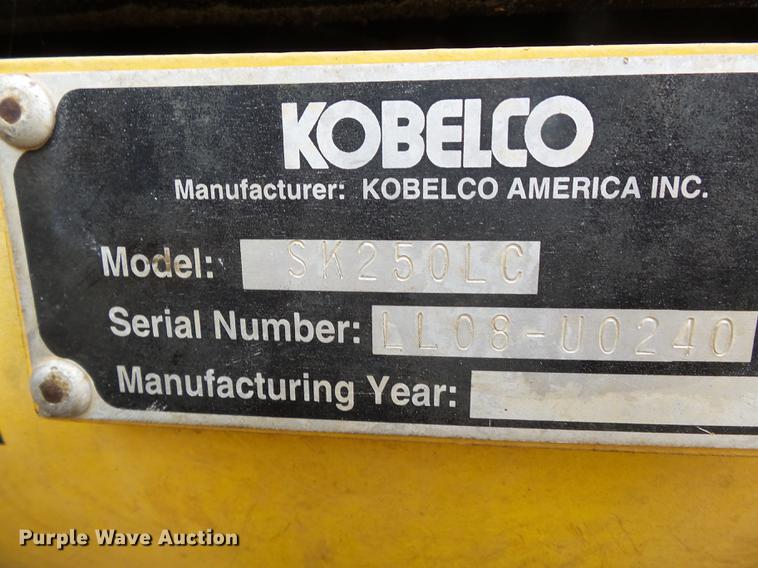 KOBELCO
Manufacturer: KOBELCO AMERICA INC.
Model: SK250LC
Serial Number: LL08-U0240
Manufacturing Year:
Purple Wave Auction